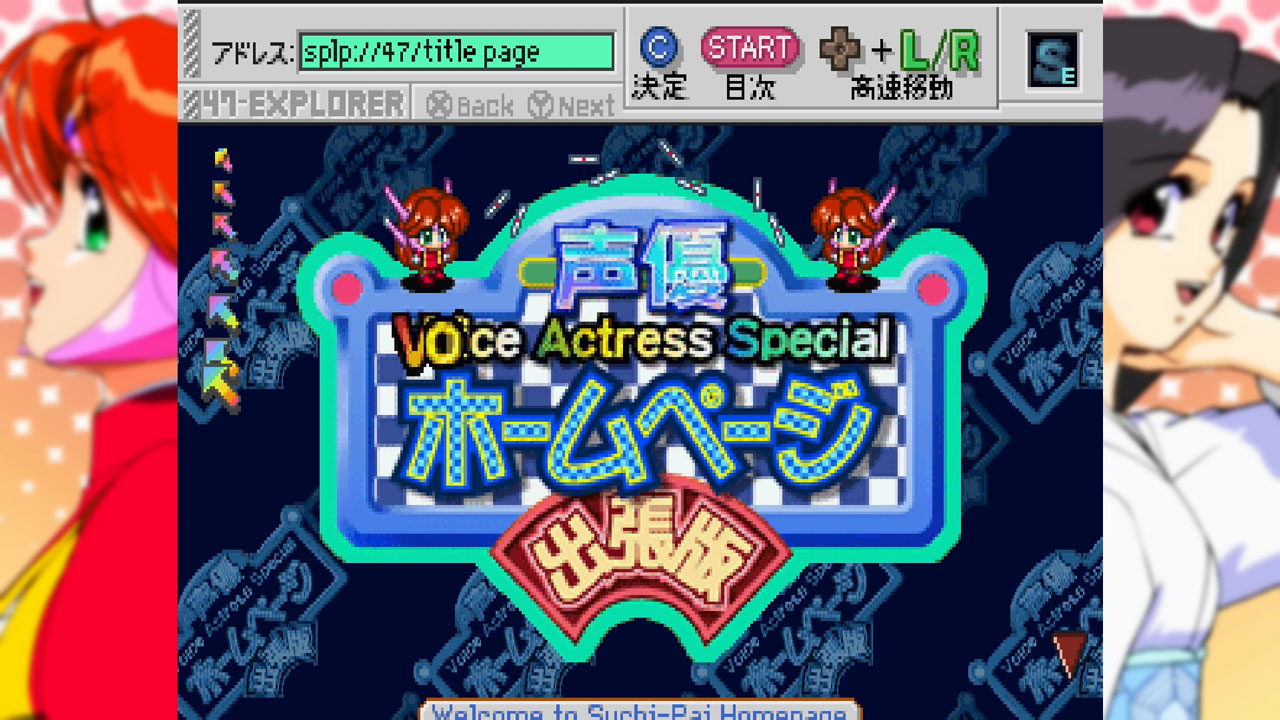 アドレス: splp://47/title page
C START + L/R
決定 目次 高速移動
47-EXPLORER X Back Y Next
S E
声優
Voice Actress Special
ホームページ
出張版
Welcome to Suchi-Pai Homepage